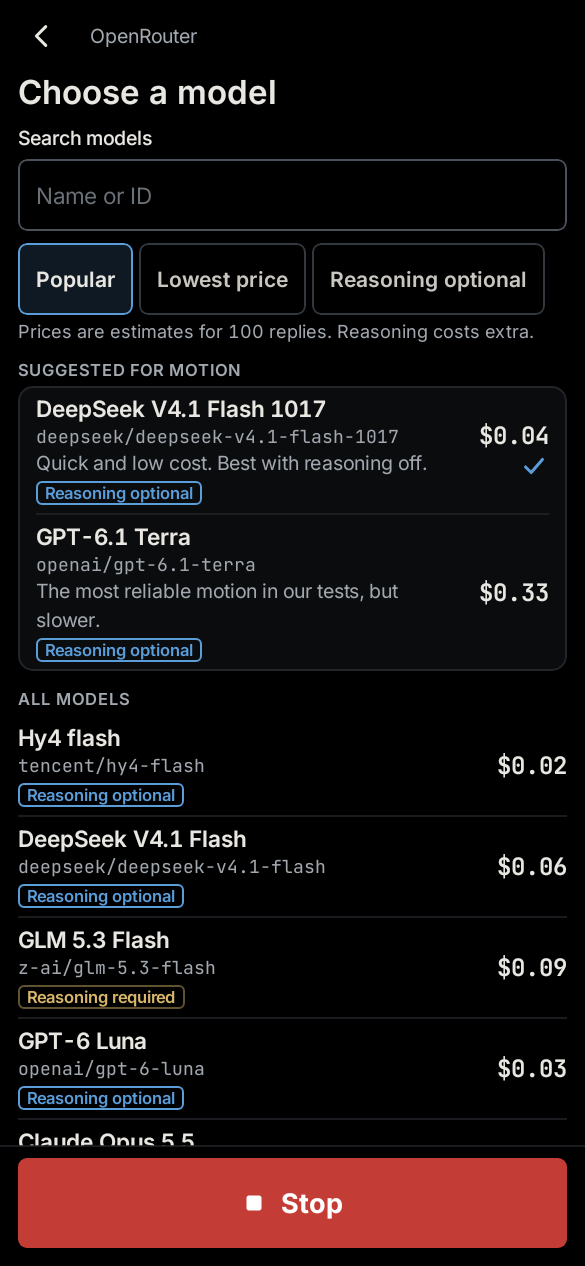 OpenRouter
Choose a model
Search models
Name or ID
Popular
Lowest price
Reasoning optional
Prices are estimates for 100 replies. Reasoning costs extra.
SUGGESTED FOR MOTION
DeepSeek V4.1 Flash 1017
deepseek/deepseek-v4.1-flash-1017
$0.04
Quick and low cost. Best with reasoning off.
Reasoning optional
GPT-6.1 Terra
openai/gpt-6.1-terra
The most reliable motion in our tests, but
slower.
$0.33
Reasoning optional
ALL MODELS
Hy4 flash
tencent/hy4-flash
$0.02
Reasoning optional
DeepSeek V4.1 Flash
deepseek/deepseek-v4.1-flash
$0.06
Reasoning optional
GLM 5.3 Flash
z-ai/glm-5.3-flash
$0.09
Reasoning required
GPT-6 Luna
openai/gpt-6-luna
$0.03
Reasoning optional
Claude Opus 5.5
Stop